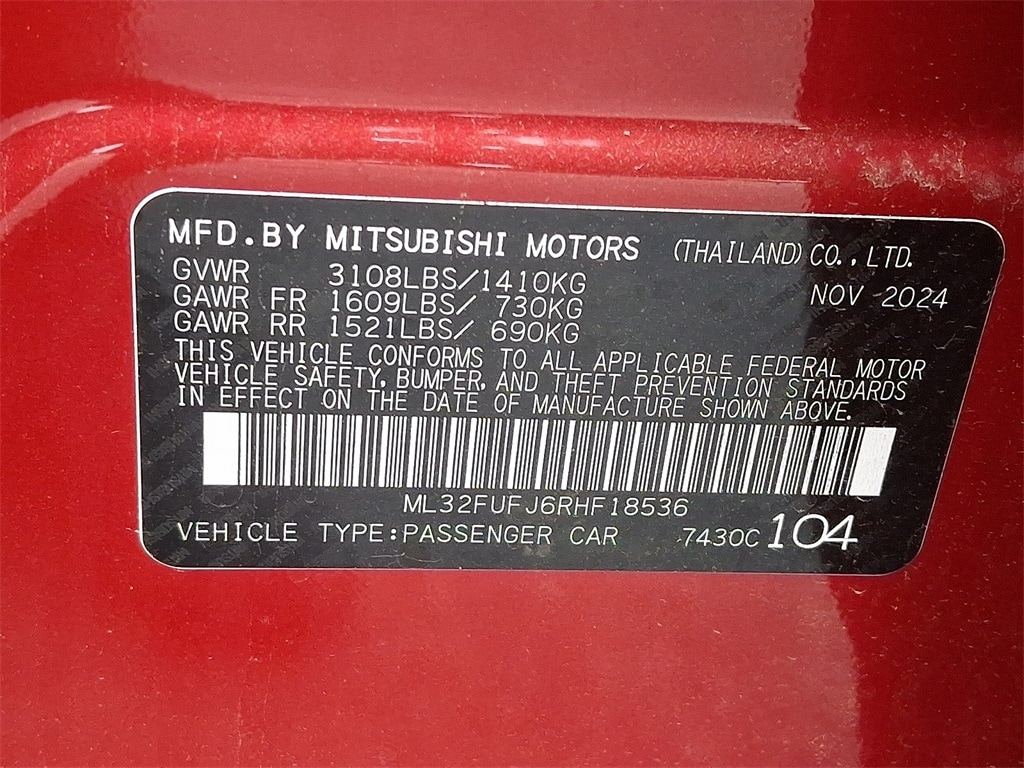 MFD.BY MITSUBISHI MOTORS (THAILAND) CO.,LTD.
GVWR 3108LBS/1410KG NOV 2024
GAWR FR 1609LBS/ 730KG
GAWR RR 1521LBS/ 690KG
THIS VEHICLE CONFORMS TO ALL APPLICABLE FEDERAL MOTOR
VEHICLE SAFETY, BUMPER, AND THEFT PREVENTION STANDARDS
IN EFFECT ON THE DATE OF MANUFACTURE SHOWN ABOVE.
ML32FUFJ6RHF18536
VEHICLE TYPE:PASSENGER CAR 7430C 104